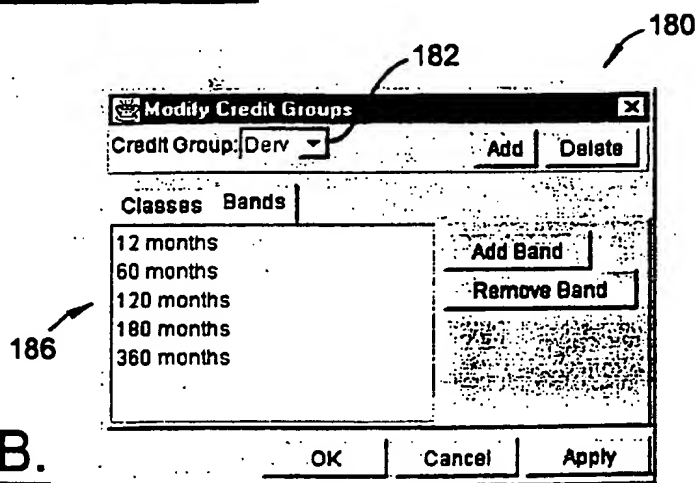 180
182
Modify Credit Groups
Credit Group: Derv
Add
Delete
Classes
Bands
12 months
60 months
120 months
180 months
360 months
Add Band
Remove Band
186
B.
OK
Cancel
Apply